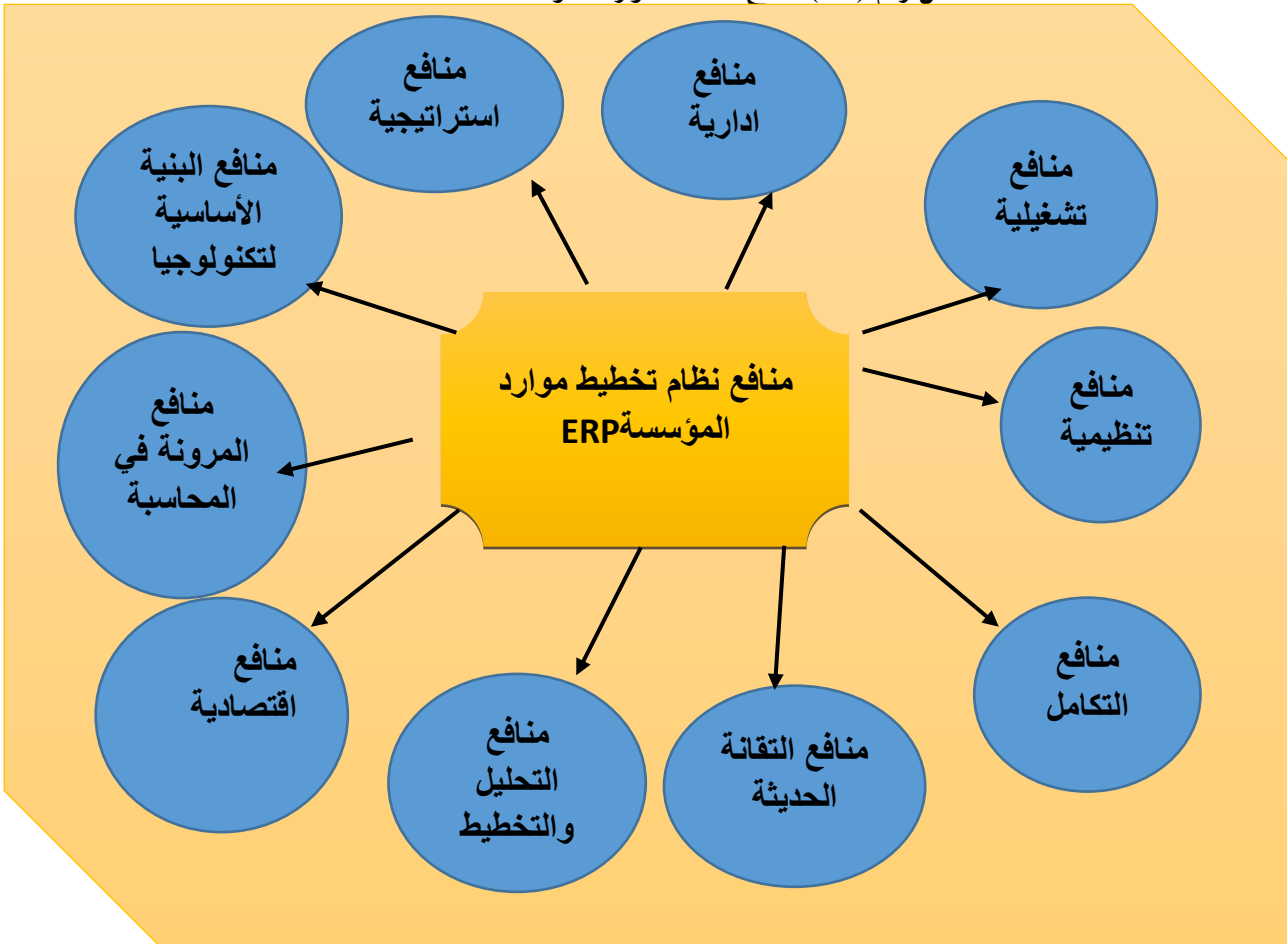 منافع نظام تخطيط موارد
المؤسسةERP
منافع
ادارية
منافع
استراتيجية
منافع
تشغيلية
منافع البنية
الأساسية
لتكنولوجيا
منافع
تنظيمية
منافع
المرونة في
المحاسبة
منافع
التكامل
منافع
اقتصادية
منافع التقانة
الحديثة
منافع
التحليل
والتخطيط